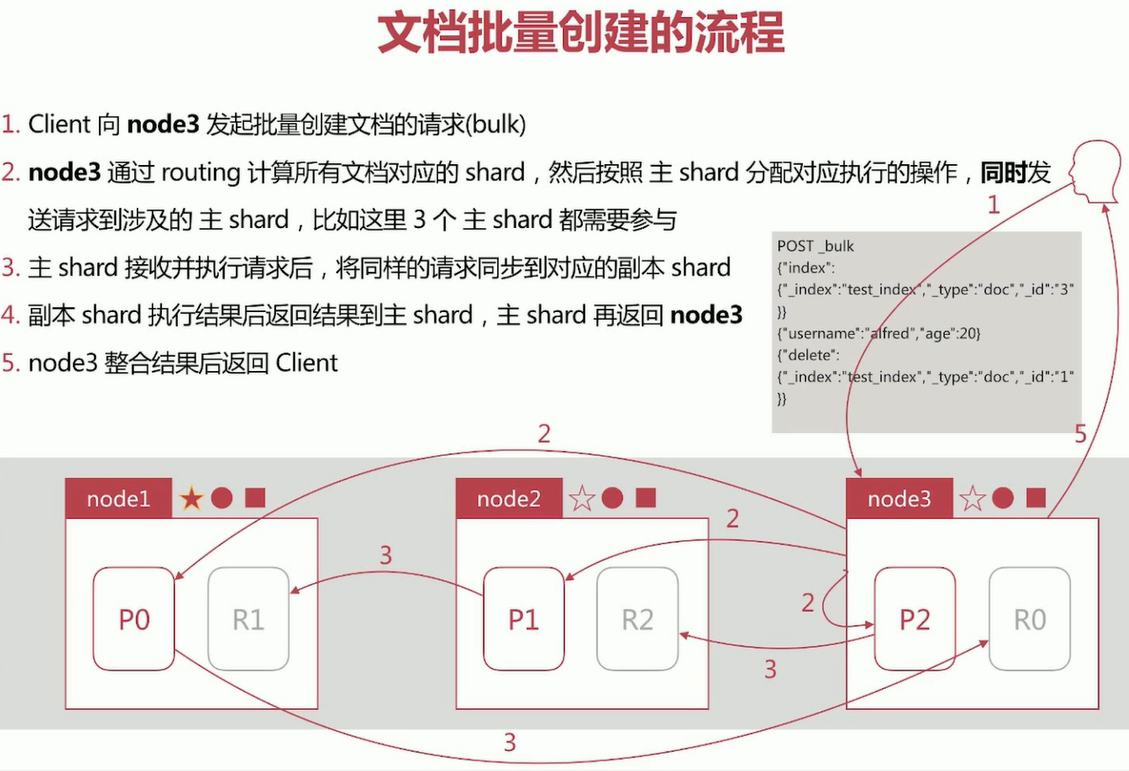 文档批量创建的流程
1. Client 向 node3 发起批量创建文档的请求(bulk)
2. node3 通过 routing 计算所有文档对应的 shard，然后按照 主 shard 分配对应执行的操作，同时发
送请求到涉及的 主 shard，比如这里 3 个 主 shard 都需要参与
3. 主 shard 接收并执行请求后，将同样的请求同步到对应的副本 shard
4. 副本 shard 执行结果后返回结果到主 shard，主 shard 再返回 node3
5. node3 整合结果后返回 Client
1
POST _bulk
{"index":
{"_index":"test_index","_type":"doc","_id":"3"
}}
{"username":"alfred","age":20}
{"delete":
{"_index":"test_index","_type":"doc","_id":"1"
}}
5
2
node1
node2
node3
2
3
2
P0
R1
P1
R2
P2
R0
3
3